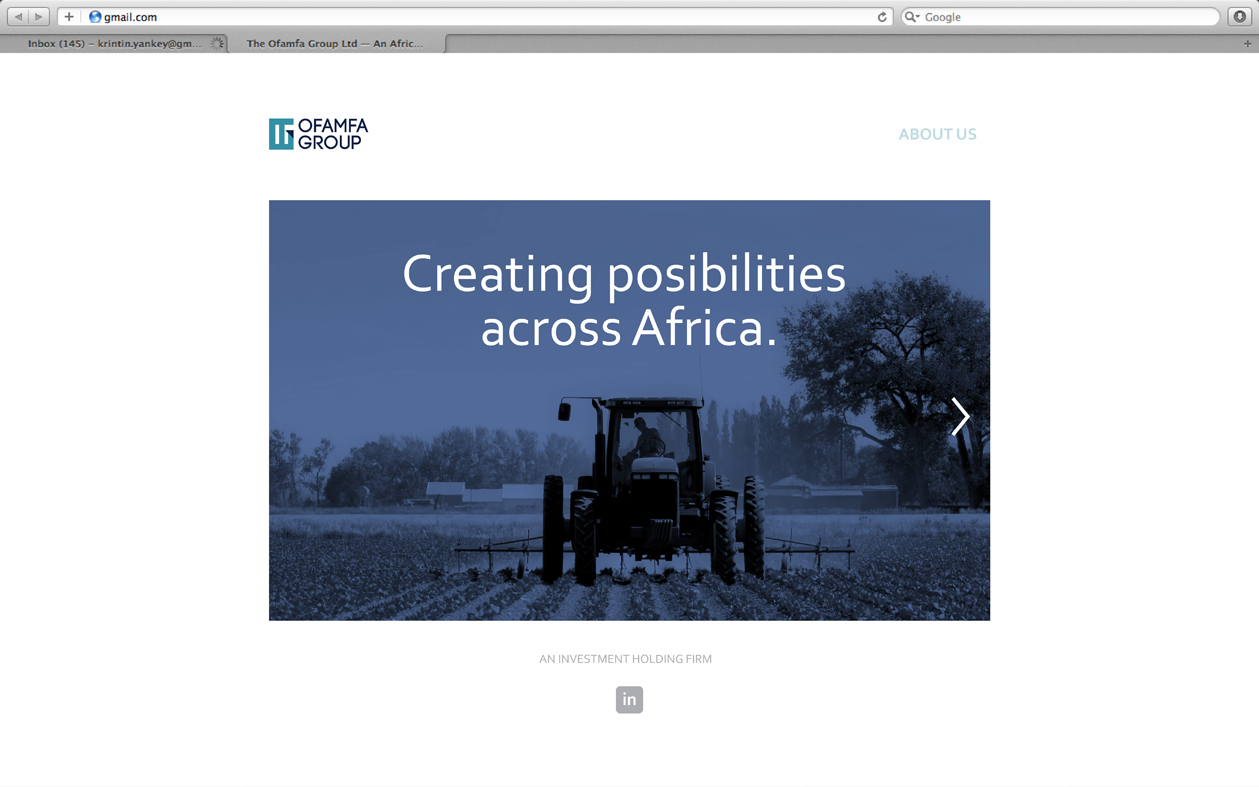 gmail.com
Google
Inbox (145) – krintin.yankey@gm...
The Ofamfa Group Ltd — An Afric...
OFAMFA
GROUP
ABOUT US
Creating posibilities
across Africa.
AN INVESTMENT HOLDING FIRM
in